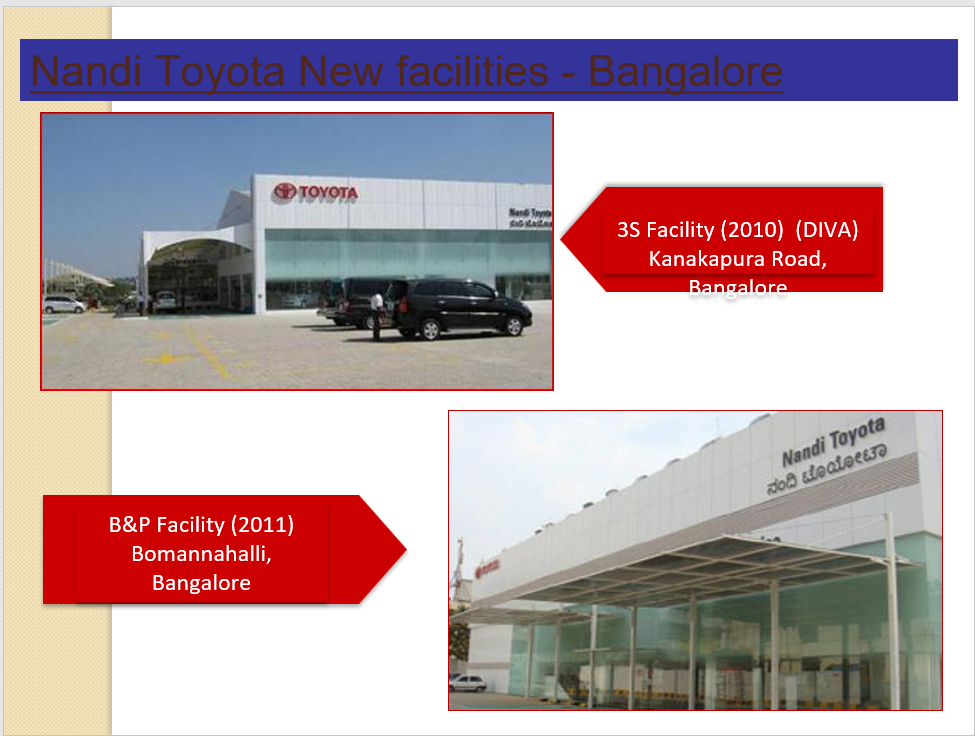 Nandi Toyota New facilities - Bangalore
TOYOTA
Nandi Toyota
ನಂದಿ ಟೊಯೋಟಾ
3S Facility (2010)  (DIVA)
Kanakapura Road,
Bangalore
B&P Facility (2011)
Bomannahalli,
Bangalore
Nandi Toyota
ನಂದಿ ಟೊಯೋಟಾ
TOYOTA